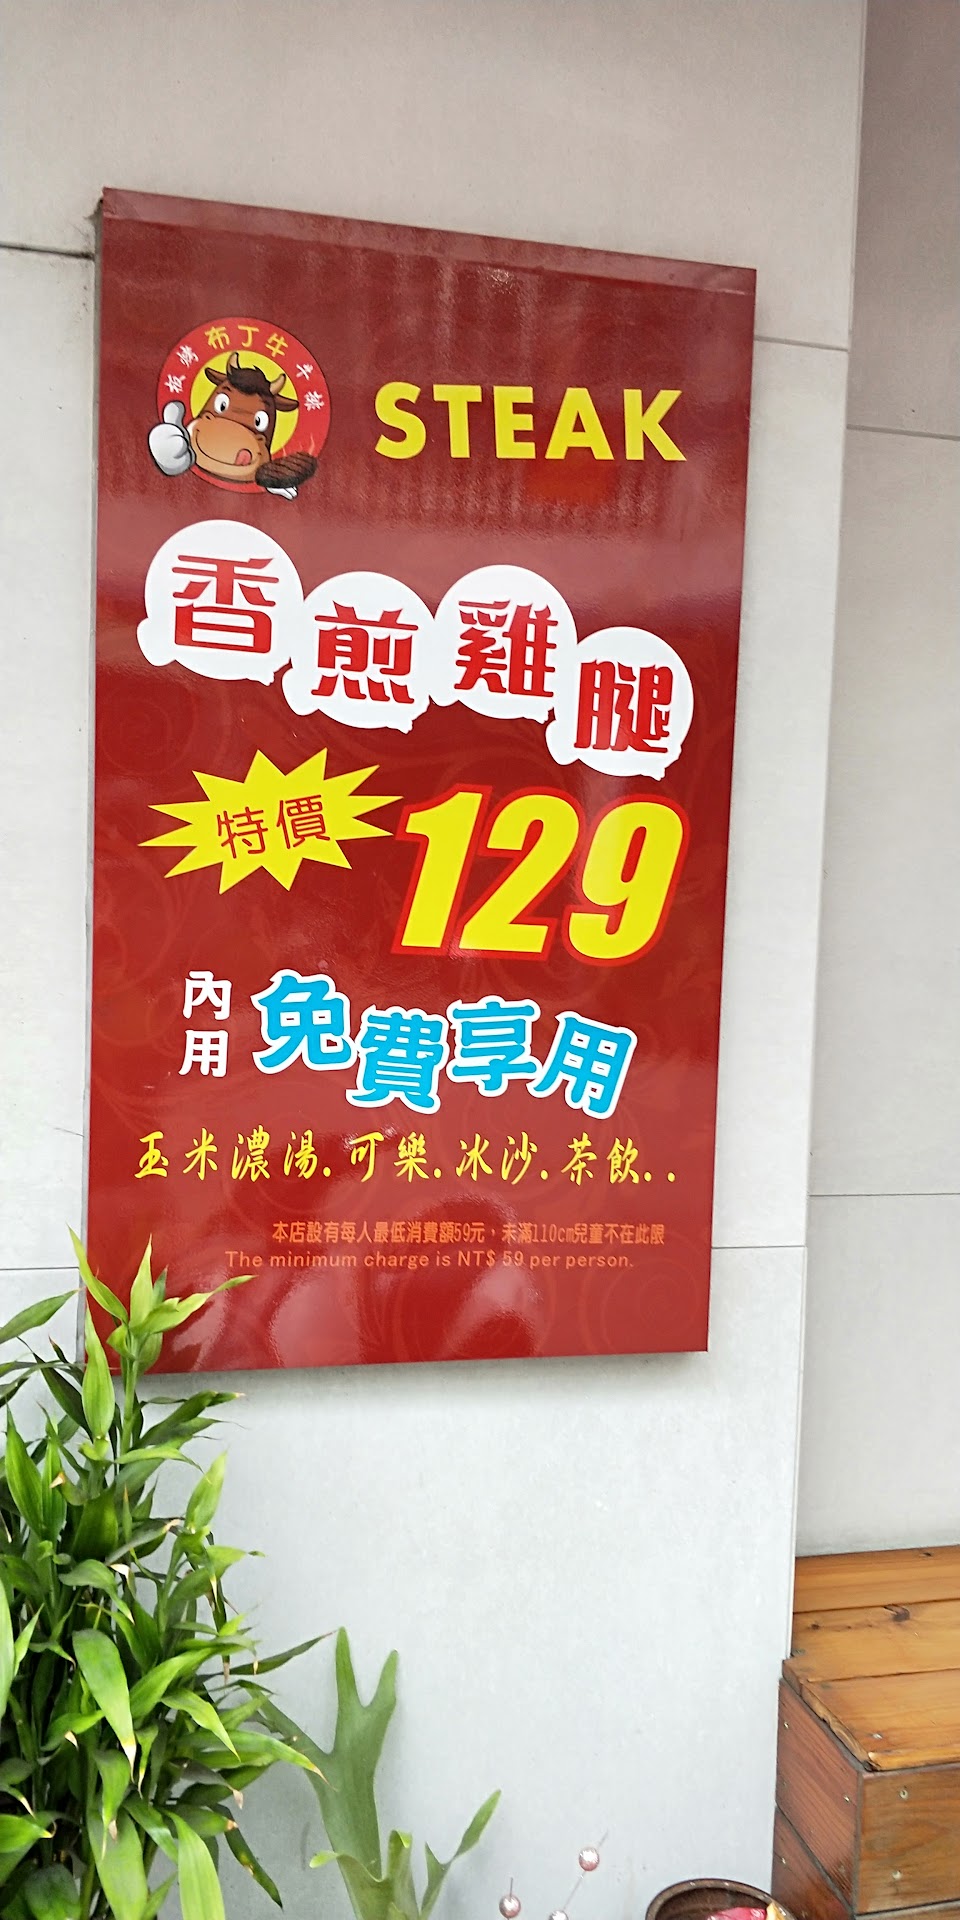 板烤布丁牛牛排
STEAK
香煎雞腿
特價 129
內用 免費享用
玉米濃湯.可樂.冰沙.茶飲..
本店設有每人最低消費額59元，未滿110cm兒童不在此限
The minimum charge is NT$ 59 per person.